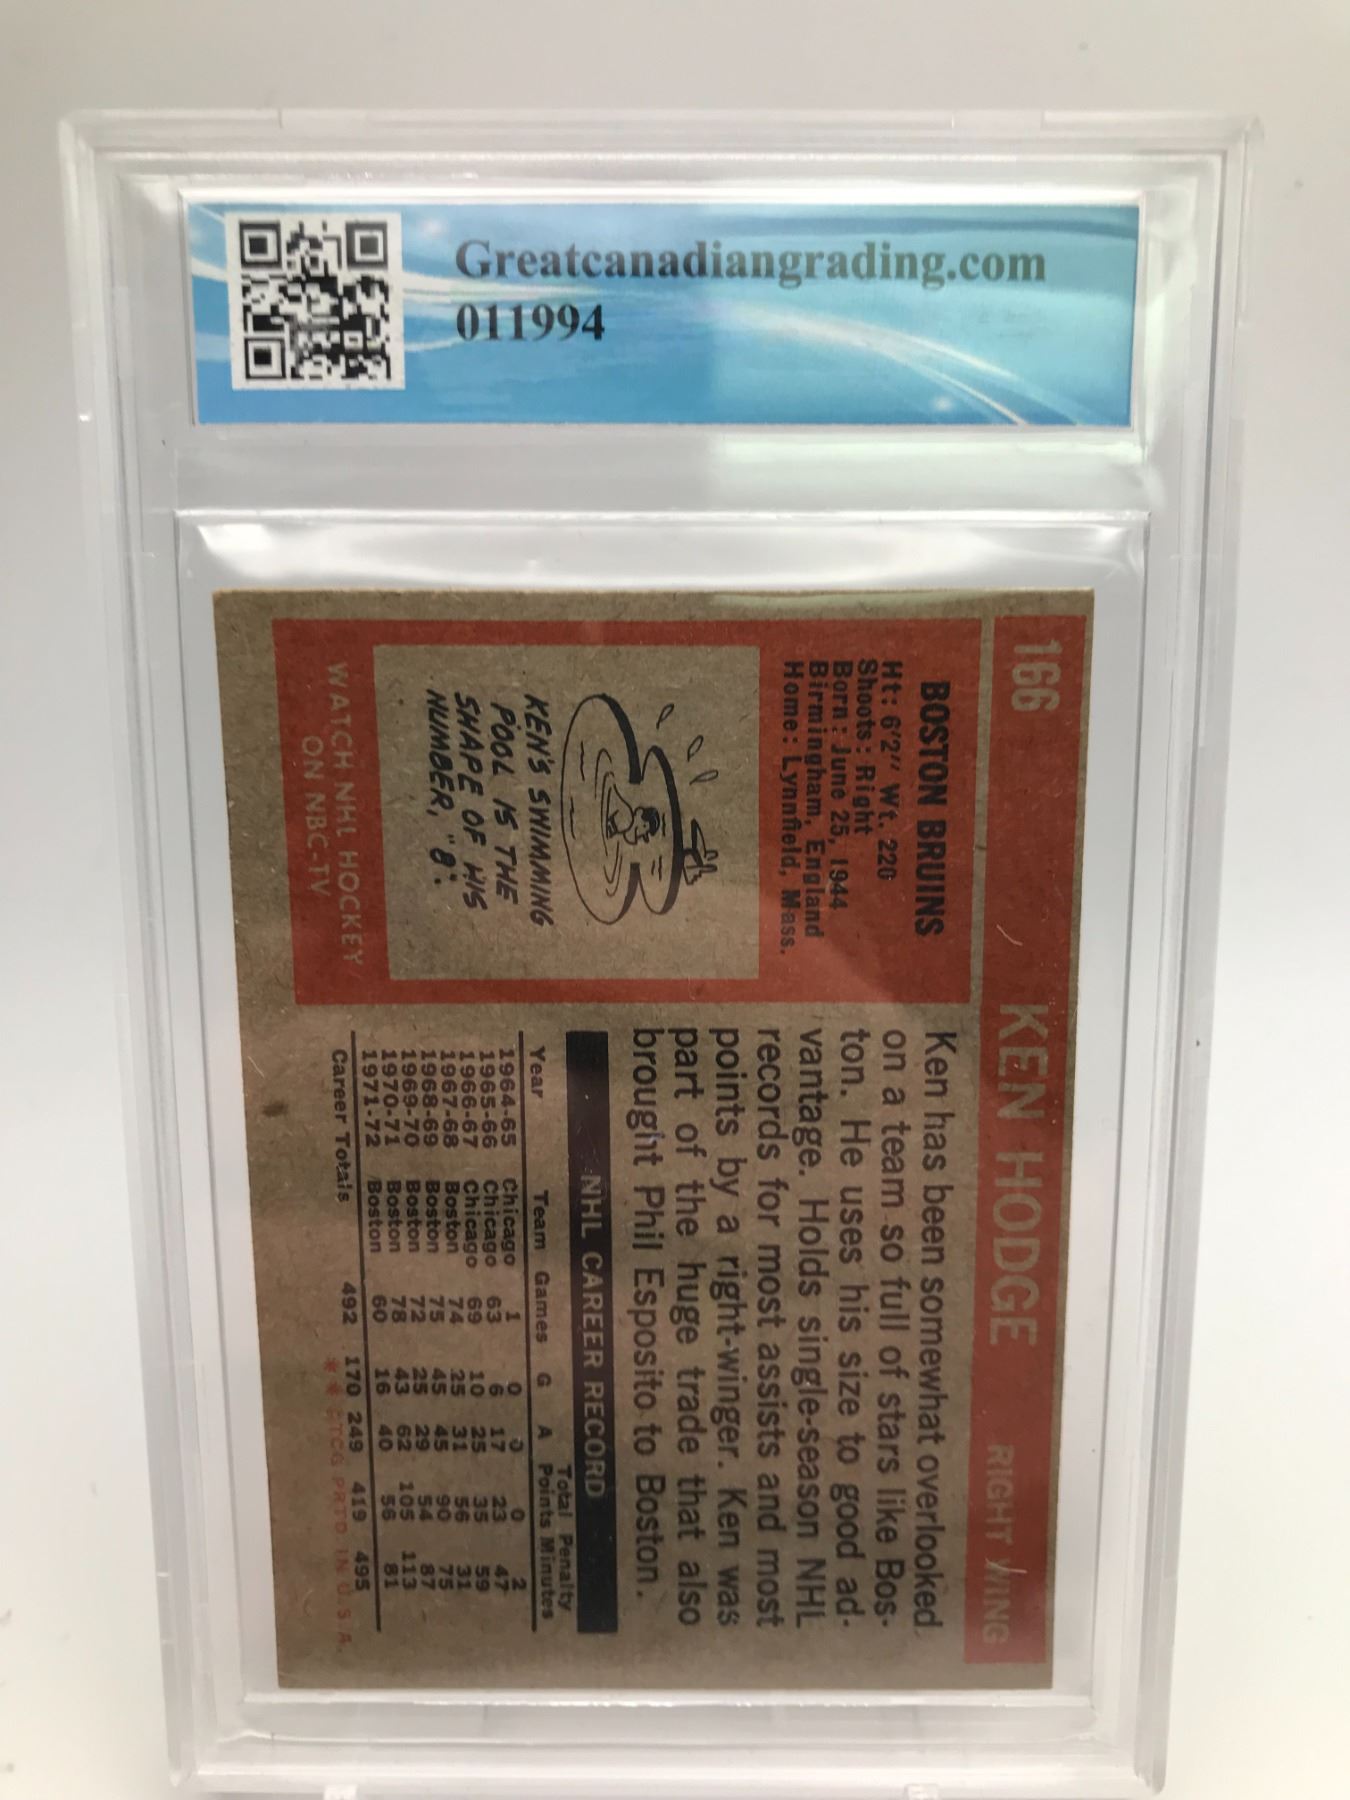 Greatcanadiangrading.com
011994
166 KEN HODGE RIGHT WING
BOSTON BRUINS
Ht: 6'2" Wt. 220
Shoots: Right
Born: June 25, 1944
Birmingham, England
Home: Lynnfield, Mass.
KEN'S SWIMMING
POOL IS THE
SHAPE OF HIS
NUMBER, "8".
WATCH NHL HOCKEY
ON NBC-TV
Ken has been somewhat overlooked
on a team so full of stars like Bos-
ton. He uses his size to good ad-
vantage. Holds single-season NHL
records for most assists and most
points by a right-winger. Ken was
part of the huge trade that also
brought Phil Esposito to Boston.
NHL CAREER RECORD
Total Penalty
Year Team Games G A Points Minutes
1964-65 Chicago 1 0 0 0 2
1965-66 Chicago 63 6 17 23 47
1966-67 Chicago 69 10 25 35 59
1967-68 Boston 74 25 31 56 31
1968-69 Boston 75 45 45 90 75
1969-70 Boston 72 25 29 54 87
1970-71 Boston 78 43 62 105 113
1971-72 Boston 60 16 40 56 81
Career Totals 492 170 249 419 495
* * ©T.C.G. PRTD. IN U.S.A.